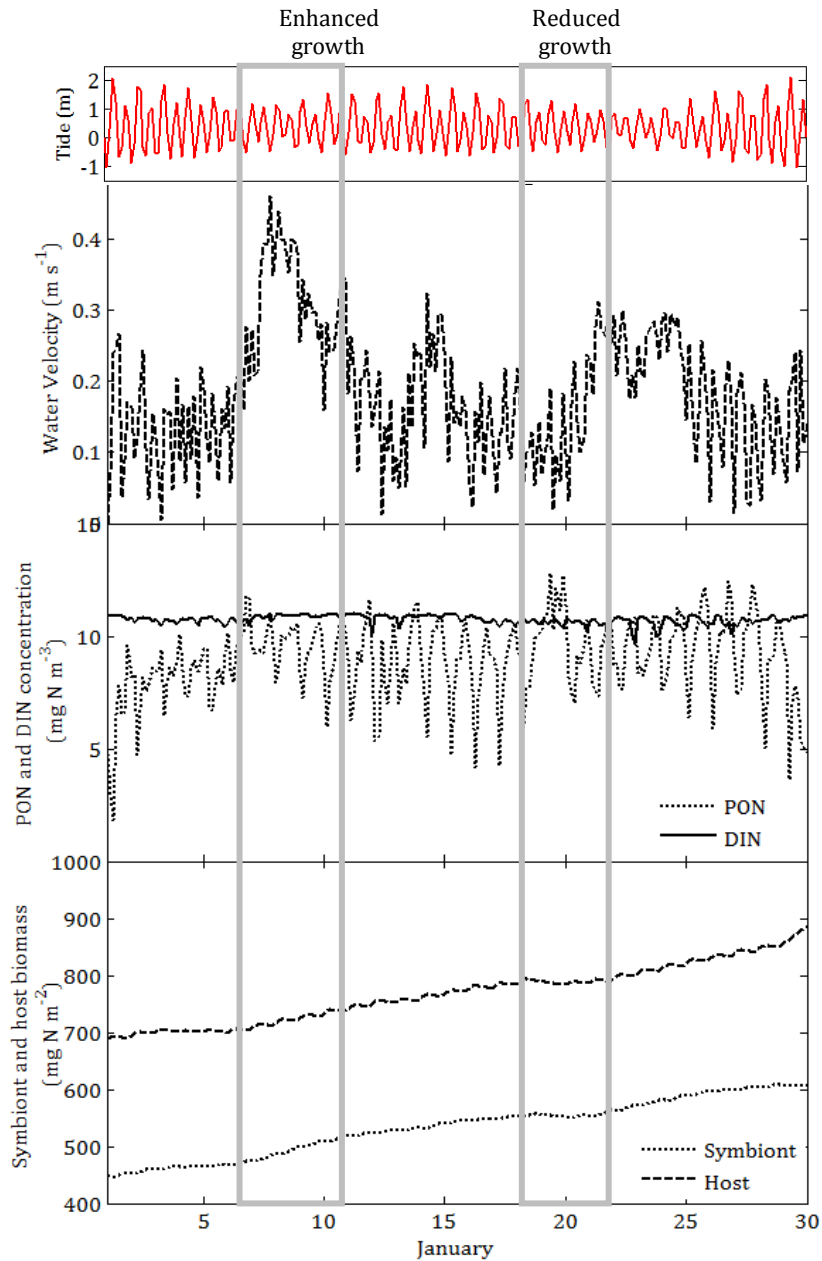 Enhanced
growth
Reduced
growth
Tide (m)
2
1
0
-1
Water Velocity (m s-1)
0.4
0.3
0.2
0.1
PON and DIN concentration
(mg N m-3)
10
5
PON
DIN
Symbiont and host biomass
(mg N m-2)
1000
900
800
700
600
500
400
Symbiont
Host
5
10
15
20
25
30
January